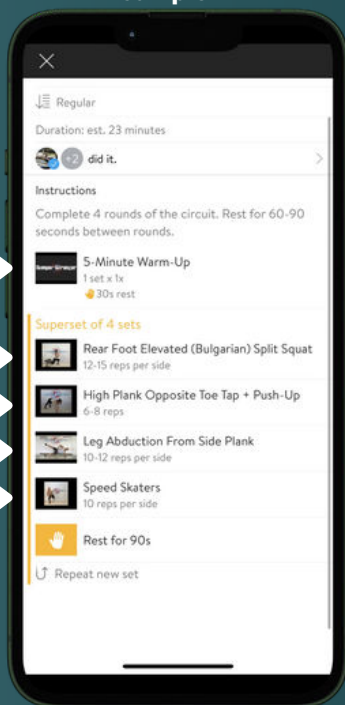 Regular
Duration: est. 23 minutes
+2 did it.
Instructions
Complete 4 rounds of the circuit. Rest for 60-90
seconds between rounds.
5-Minute Warm-Up
1 set x 1x
30s rest
Superset of 4 sets
Rear Foot Elevated (Bulgarian) Split Squat
12-15 reps per side
High Plank Opposite Toe Tap + Push-Up
6-8 reps
Leg Abduction From Side Plank
10-12 reps per side
Speed Skaters
10 reps per side
Rest for 90s
Repeat new set